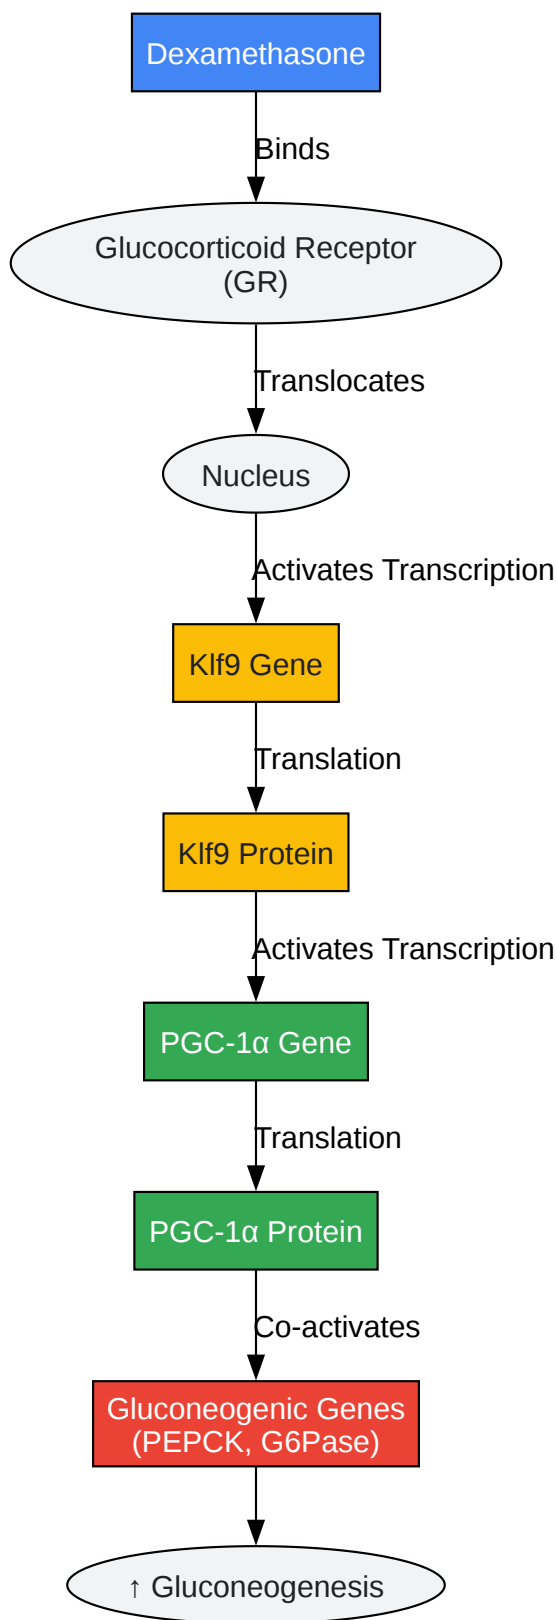 Dexamethasone
Binds
Glucocorticoid Receptor
(GR)
Translocates
Nucleus
Activates Transcription
Klf9 Gene
Translation
Klf9 Protein
Activates Transcription
PGC-1α Gene
Translation
PGC-1α Protein
Co-activates
Gluconeogenic Genes
(PEPCK, G6Pase)
↑ Gluconeogenesis